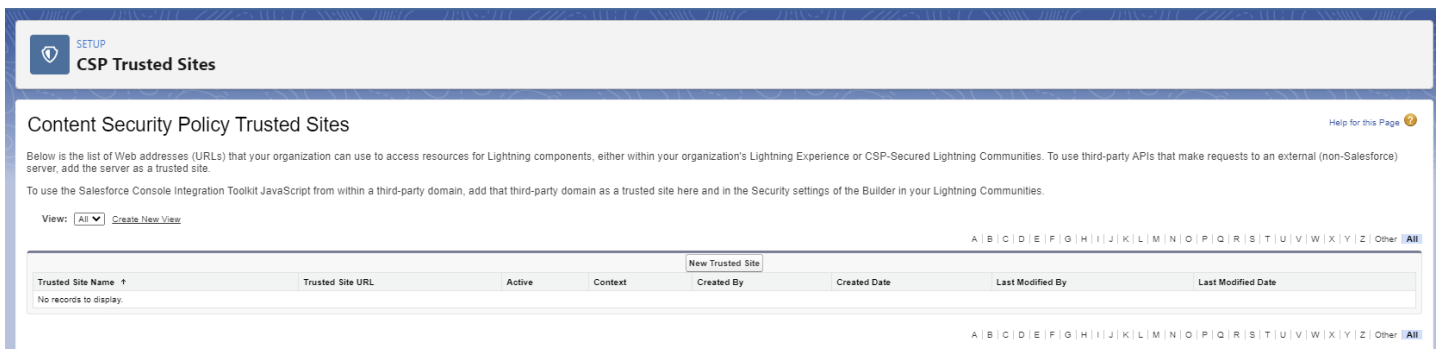 SETUP
CSP Trusted Sites
Content Security Policy Trusted Sites
Help for this Page ?
Below is the list of Web addresses (URLs) that your organization can use to access resources for Lightning components, either within your organization's Lightning Experience or CSP-Secured Lightning Communities. To use third-party APIs that make requests to an external (non-Salesforce)
server, add the server as a trusted site.
To use the Salesforce Console Integration Toolkit JavaScript from within a third-party domain, add that third-party domain as a trusted site here and in the Security settings of the Builder in your Lightning Communities.
View: All Create New View
A | B | C | D | E | F | G | H | I | J | K | L | M | N | O | P | Q | R | S | T | U | V | W | X | Y | Z | Other All
New Trusted Site
Trusted Site Name ↑ Trusted Site URL Active Context Created By Created Date Last Modified By Last Modified Date
No records to display.
A | B | C | D | E | F | G | H | I | J | K | L | M | N | O | P | Q | R | S | T | U | V | W | X | Y | Z | Other All